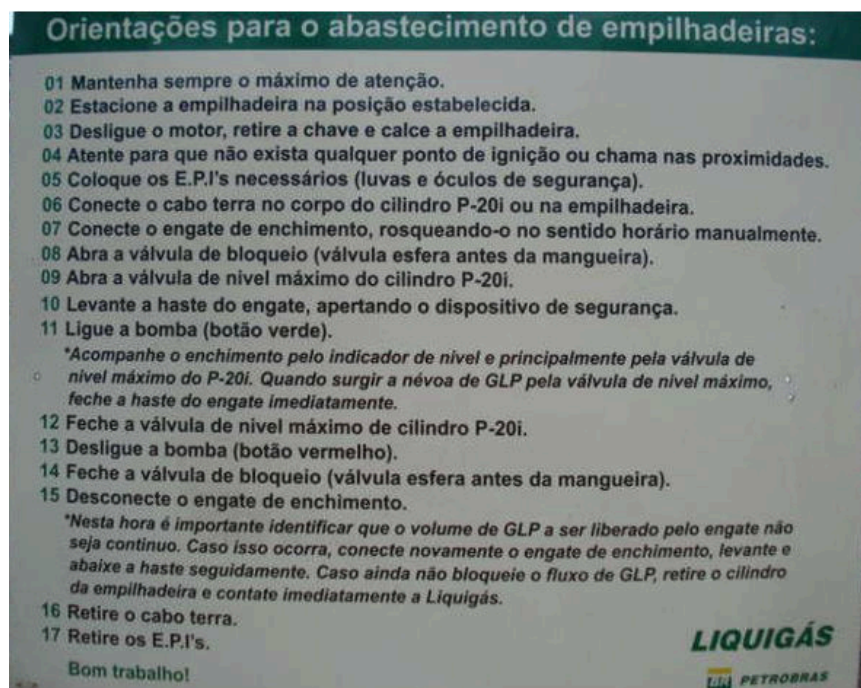 Orientações para o abastecimento de empilhadeiras:
01 Mantenha sempre o máximo de atenção.
02 Estacione a empilhadeira na posição estabelecida.
03 Desligue o motor, retire a chave e calce a empilhadeira.
04 Atente para que não exista qualquer ponto de ignição ou chama nas proximidades.
05 Coloque os E.P.I's necessários (luvas e óculos de segurança).
06 Conecte o cabo terra no corpo do cilindro P-20i ou na empilhadeira.
07 Conecte o engate de enchimento, rosqueando-o no sentido horário manualmente.
08 Abra a válvula de bloqueio (válvula esfera antes da mangueira).
09 Abra a válvula de nivel máximo do cilindro P-20i.
10 Levante a haste do engate, apertando o dispositivo de segurança.
11 Ligue a bomba (botão verde).
*Acompanhe o enchimento pelo indicador de nivel e principalmente pela válvula de
nivel máximo do P-20i. Quando surgir a névoa de GLP pela válvula de nivel máximo,
feche a haste do engate imediatamente.
12 Feche a válvula de nivel máximo de cilindro P-20i.
13 Desligue a bomba (botão vermelho).
14 Feche a válvula de bloqueio (válvula esfera antes da mangueira).
15 Desconecte o engate de enchimento.
*Nesta hora é importante identificar que o volume de GLP a ser liberado pelo engate não
seja continuo. Caso isso ocorra, conecte novamente o engate de enchimento, levante e
abaixe a haste seguidamente. Caso ainda não bloqueie o fluxo de GLP, retire o cilindro
da empilhadeira e contate imediatamente a Liquigás.
16 Retire o cabo terra.
17 Retire os E.P.I's.
Bom trabalho!
LIQUIGÁS
BR PETROBRAS